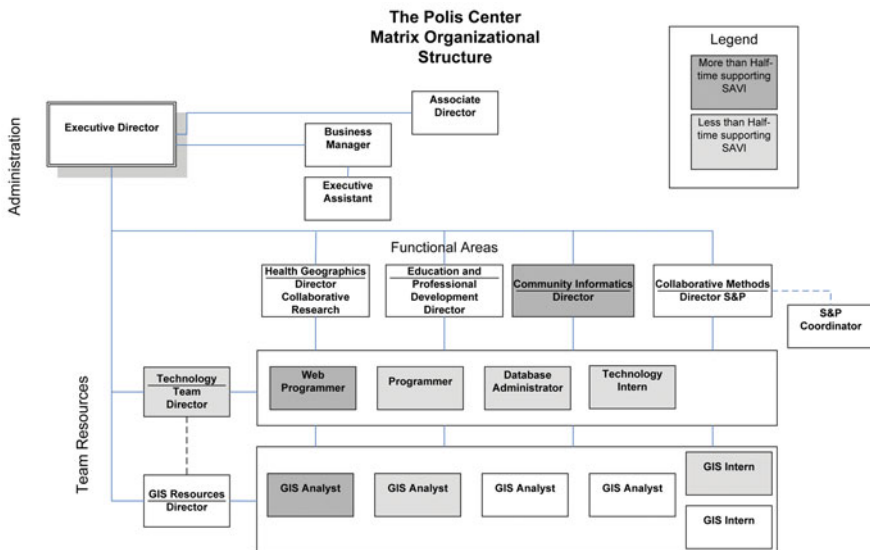 The Polis Center
Matrix Organizational
Structure
Legend
More than Half-
time supporting
SAVI
Less than Half-
time supporting
SAVI
Administration
Executive Director
Associate
Director
Business
Manager
Executive
Assistant
Functional Areas
Health Geographics
Director
Collaborative
Research
Education and
Professional
Development
Director
Community Informatics
Director
Collaborative Methods
Director S&P
S&P
Coordinator
Team Resources
Technology
Team
Director
Web
Programmer
Programmer
Database
Administrator
Technology
Intern
GIS Resources
Director
GIS Analyst
GIS Analyst
GIS Analyst
GIS Analyst
GIS Intern
GIS Intern